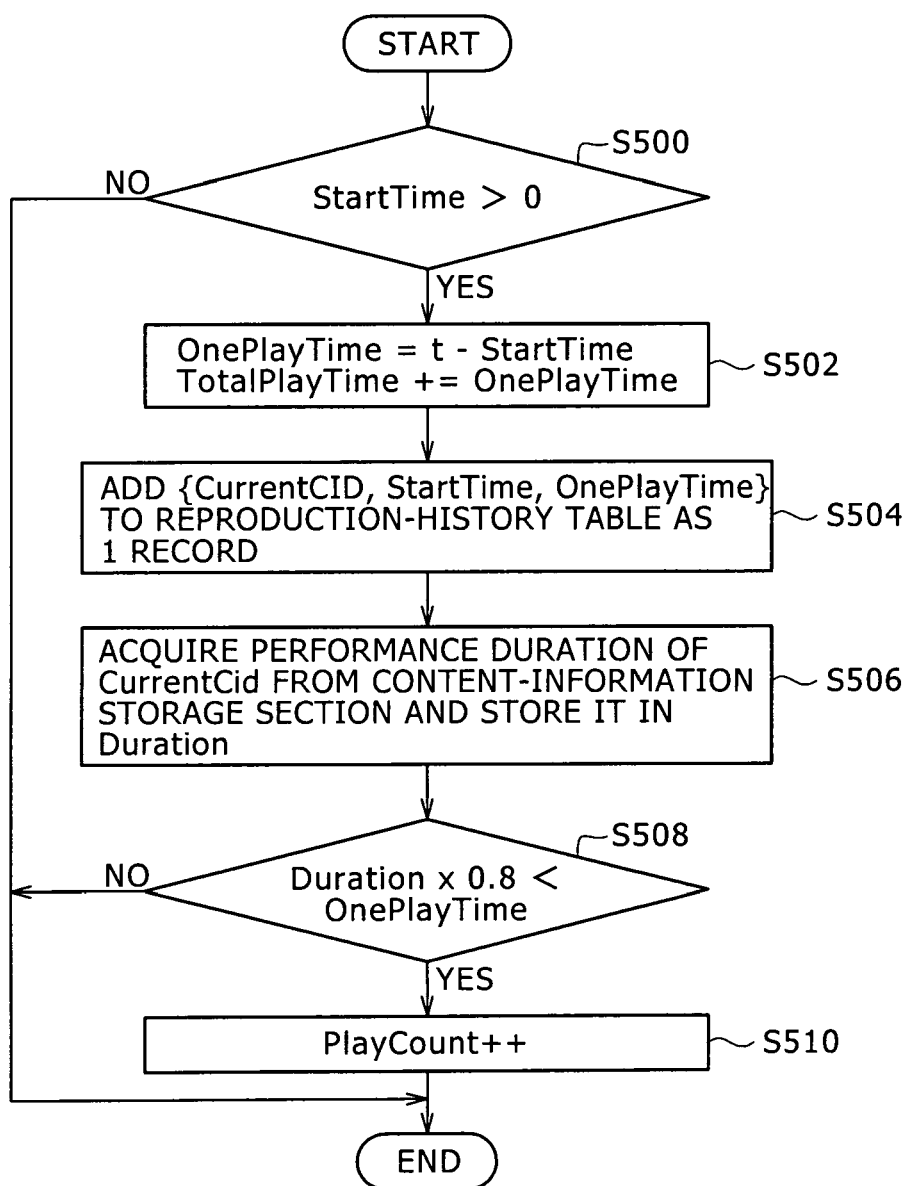 START
S500
NO
StartTime > 0
YES
OnePlayTime = t - StartTime
TotalPlayTime += OnePlayTime
S502
ADD {CurrentCID, StartTime, OnePlayTime}
TO REPRODUCTION-HISTORY TABLE AS
1 RECORD
S504
ACQUIRE PERFORMANCE DURATION OF
CurrentCid FROM CONTENT-INFORMATION
STORAGE SECTION AND STORE IT IN
Duration
S506
S508
NO
Duration x 0.8 <
OnePlayTime
YES
PlayCount++
S510
END